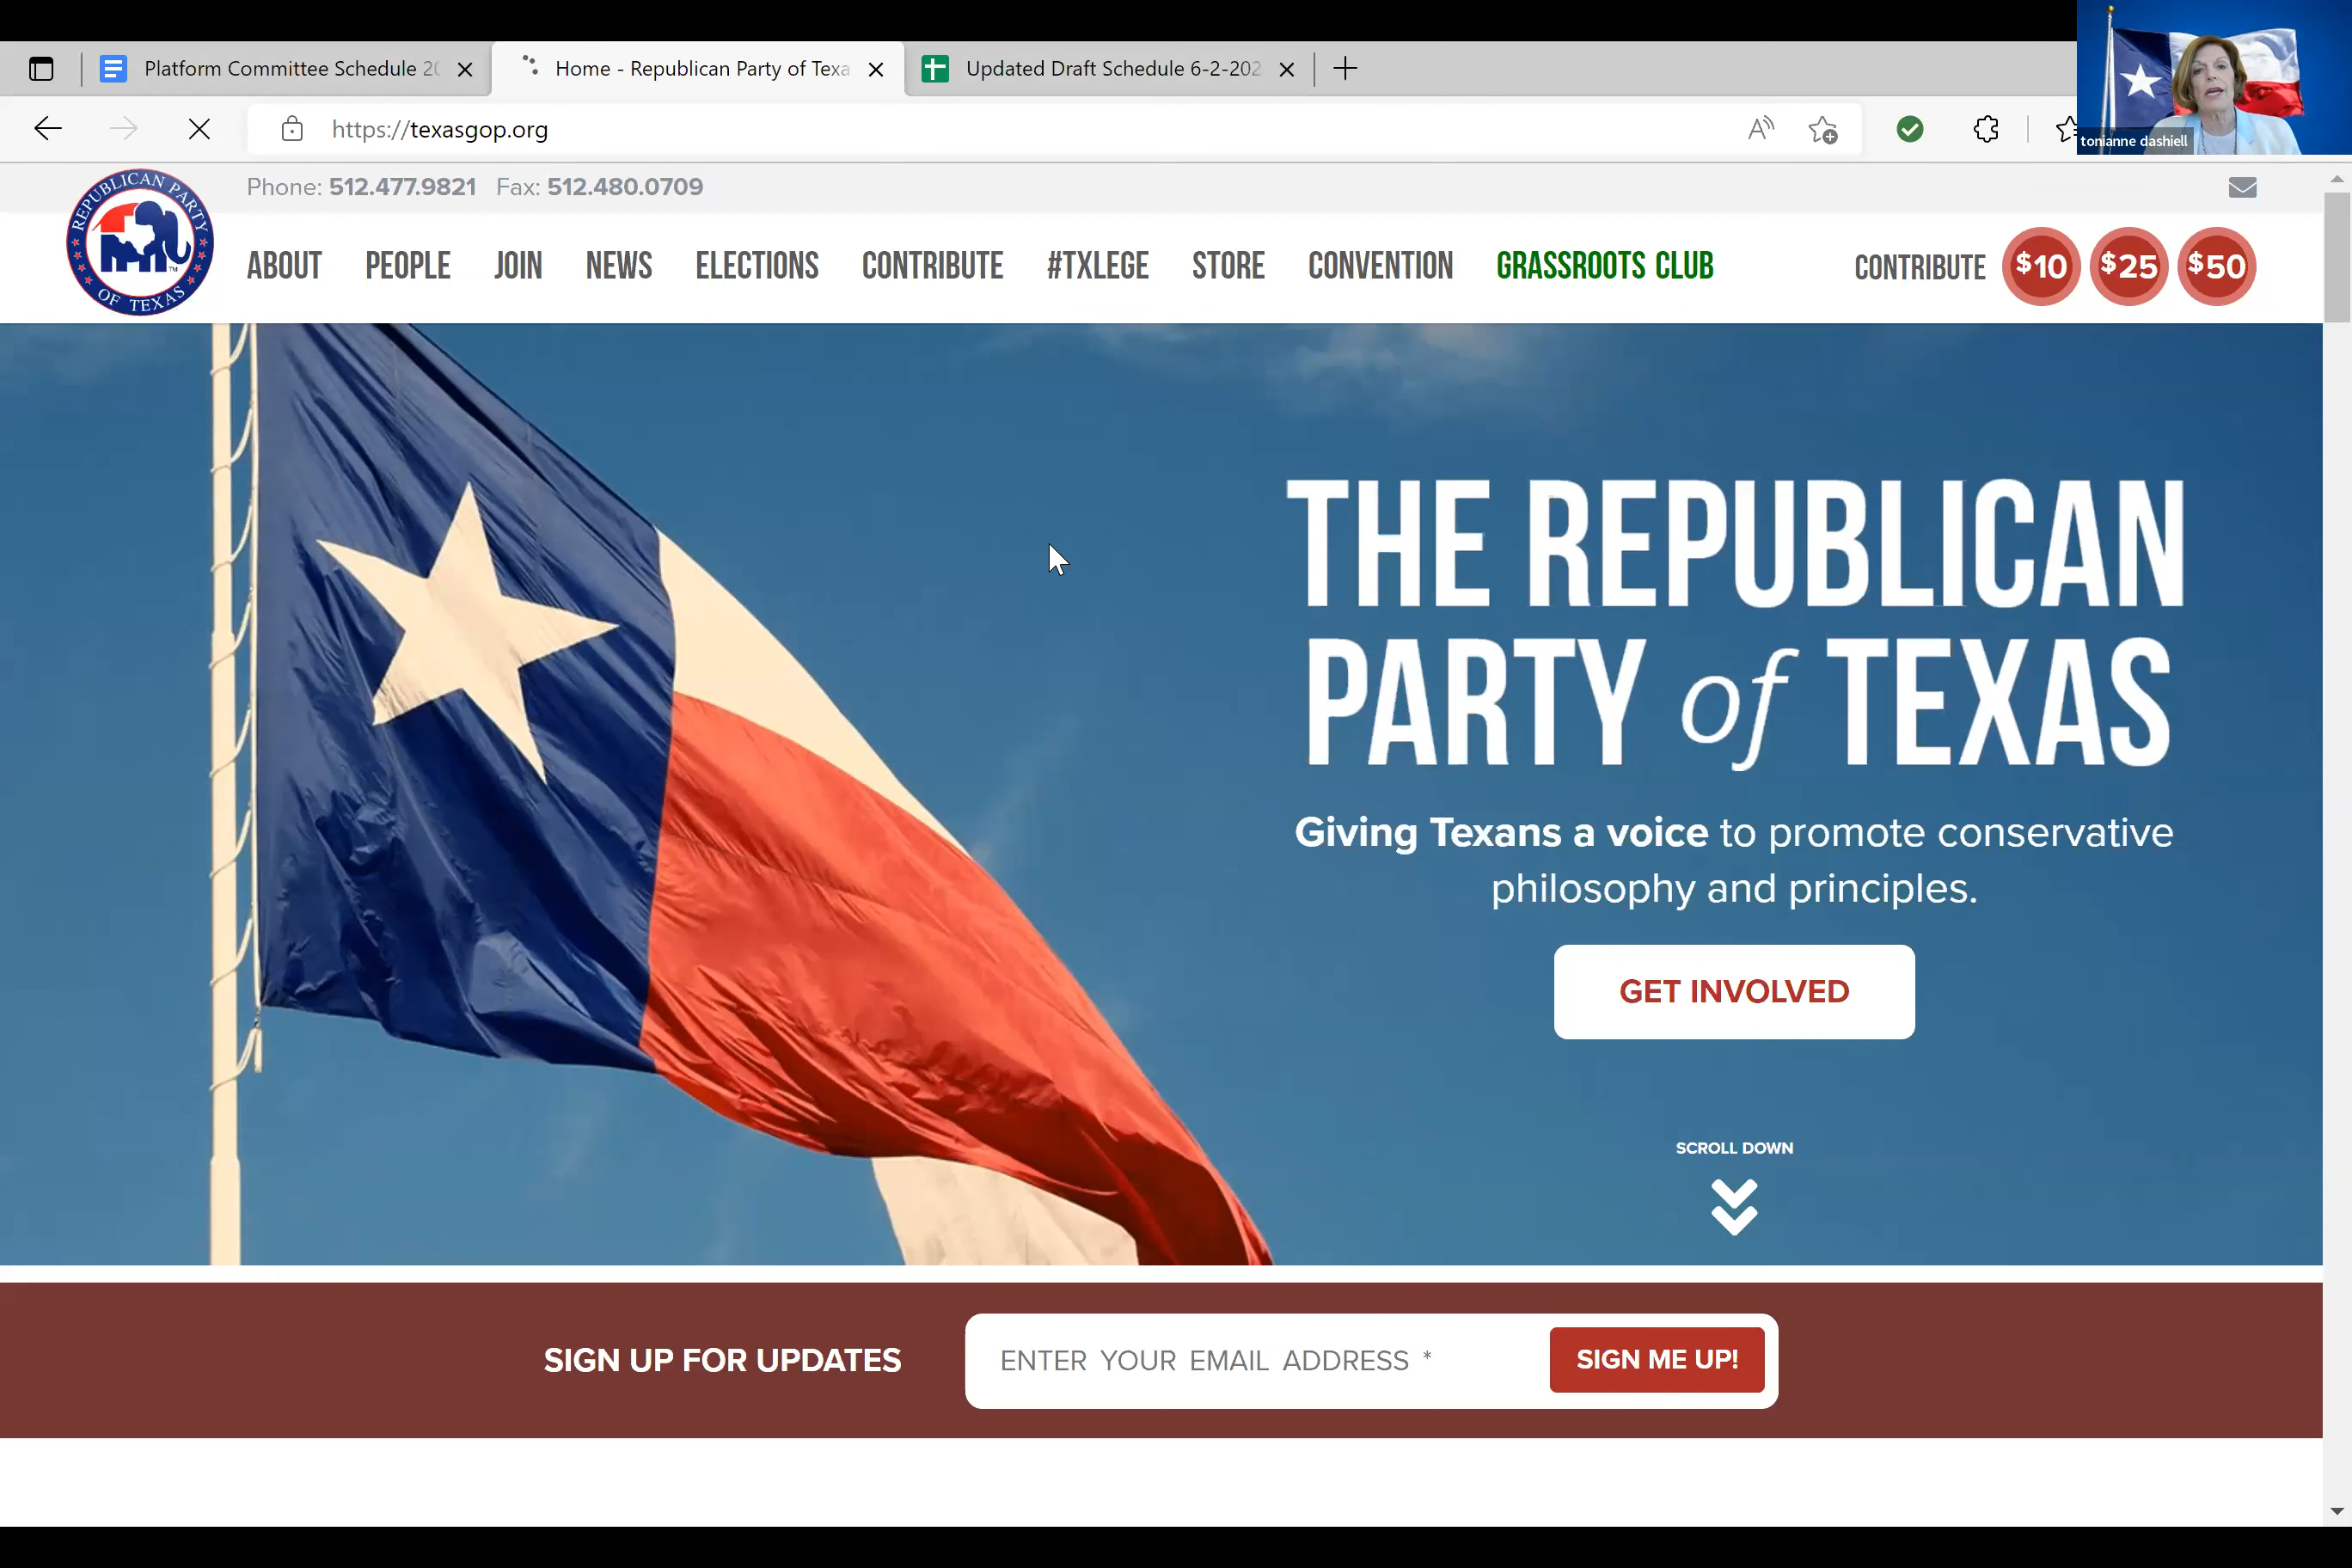 Platform Committee Schedule 20
Home - Republican Party of Texa
Updated Draft Schedule 6-2-202
https://texasgop.org
tonianne dashiell
REPUBLICAN PARTY
OF TEXAS
TM
Phone: 512.477.9821 Fax: 512.480.0709
ABOUT PEOPLE JOIN NEWS ELECTIONS CONTRIBUTE #TXLEGE STORE CONVENTION GRASSROOTS CLUB CONTRIBUTE $10 $25 $50
THE REPUBLICAN
PARTY of TEXAS
Giving Texans a voice to promote conservative
philosophy and principles.
GET INVOLVED
SCROLL DOWN
SIGN UP FOR UPDATES ENTER YOUR EMAIL ADDRESS * SIGN ME UP!